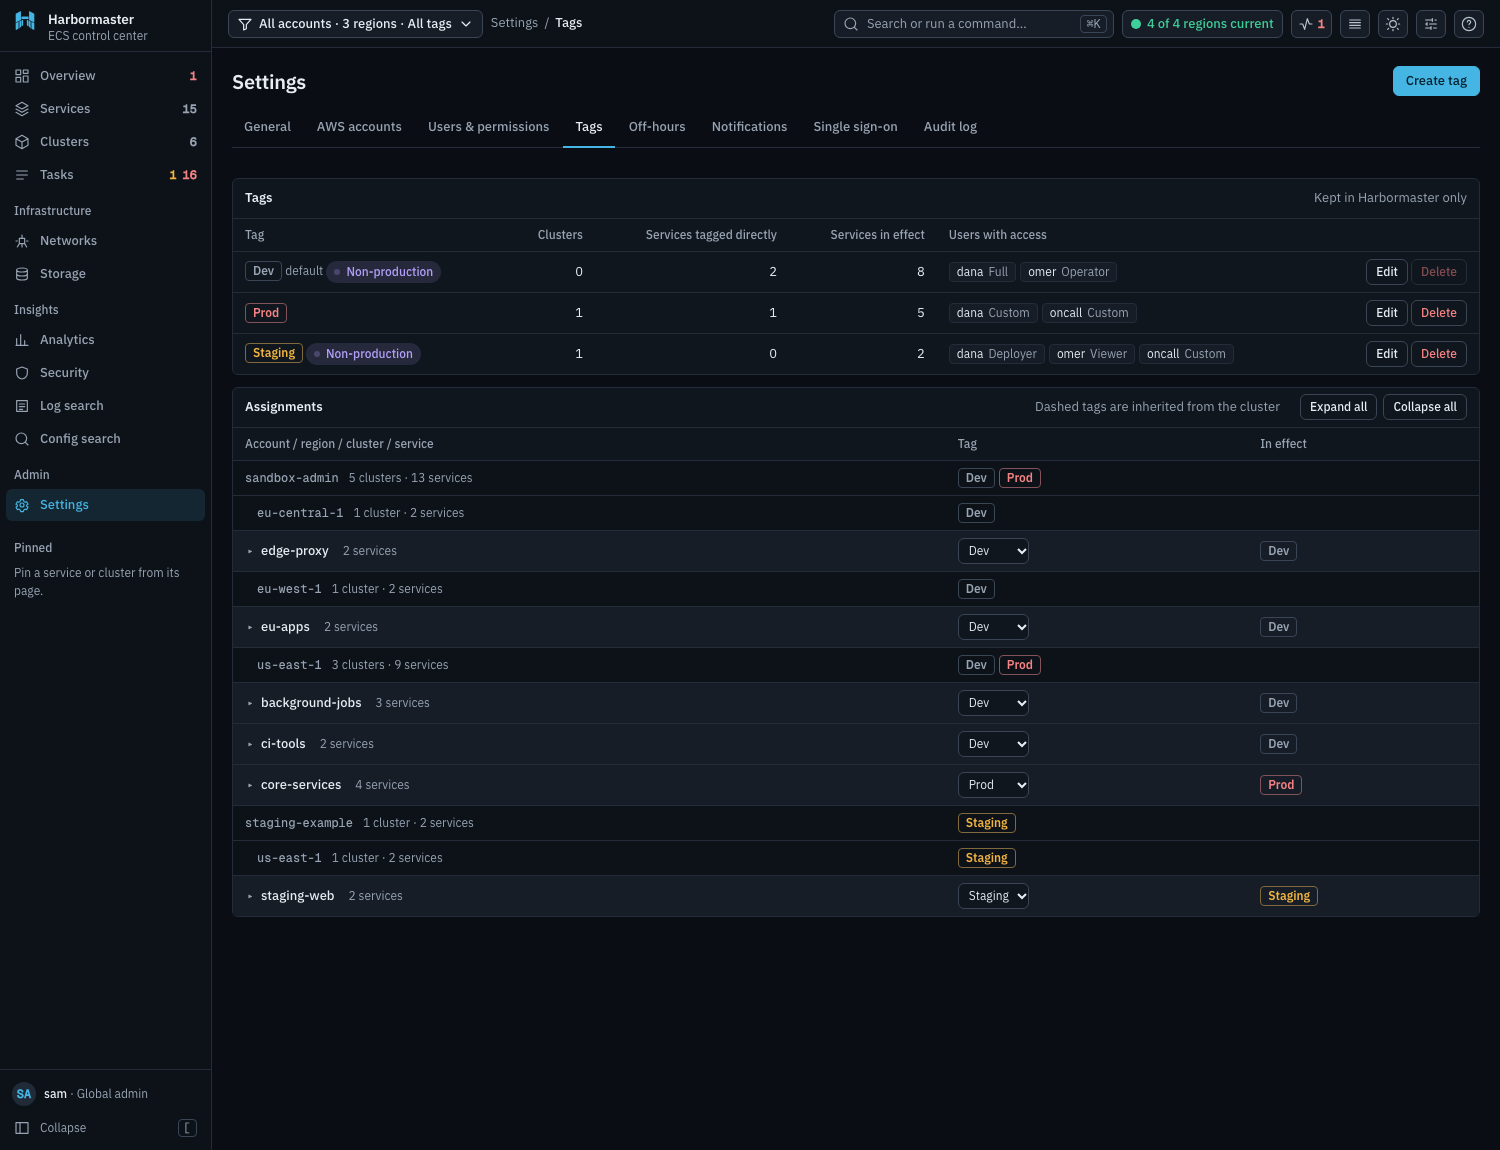 Harbormaster
ECS control center
All accounts · 3 regions · All tags
Settings / Tags
Search or run a command... ⌘K
4 of 4 regions current
1
Overview 1
Services 15
Clusters 6
Tasks 1 16
Infrastructure
Networks
Storage
Insights
Analytics
Security
Log search
Config search
Admin
Settings
Pinned
Pin a service or cluster from its
page.
SA sam · Global admin
Collapse [
Settings
Create tag
General AWS accounts Users & permissions Tags Off-hours Notifications Single sign-on Audit log
Tags Kept in Harbormaster only
Tag Clusters Services tagged directly Services in effect Users with access
Dev default Non-production 0 2 8 dana Full omer Operator Edit Delete
Prod 1 1 5 dana Custom oncall Custom Edit Delete
Staging Non-production 1 0 2 dana Deployer omer Viewer oncall Custom Edit Delete
Assignments Dashed tags are inherited from the cluster Expand all Collapse all
Account / region / cluster / service Tag In effect
sandbox-admin 5 clusters · 13 services Dev Prod
eu-central-1 1 cluster · 2 services Dev
edge-proxy 2 services Dev Dev
eu-west-1 1 cluster · 2 services Dev
eu-apps 2 services Dev Dev
us-east-1 3 clusters · 9 services Dev Prod
background-jobs 3 services Dev Dev
ci-tools 2 services Dev Dev
core-services 4 services Prod Prod
staging-example 1 cluster · 2 services Staging
us-east-1 1 cluster · 2 services Staging
staging-web 2 services Staging Staging